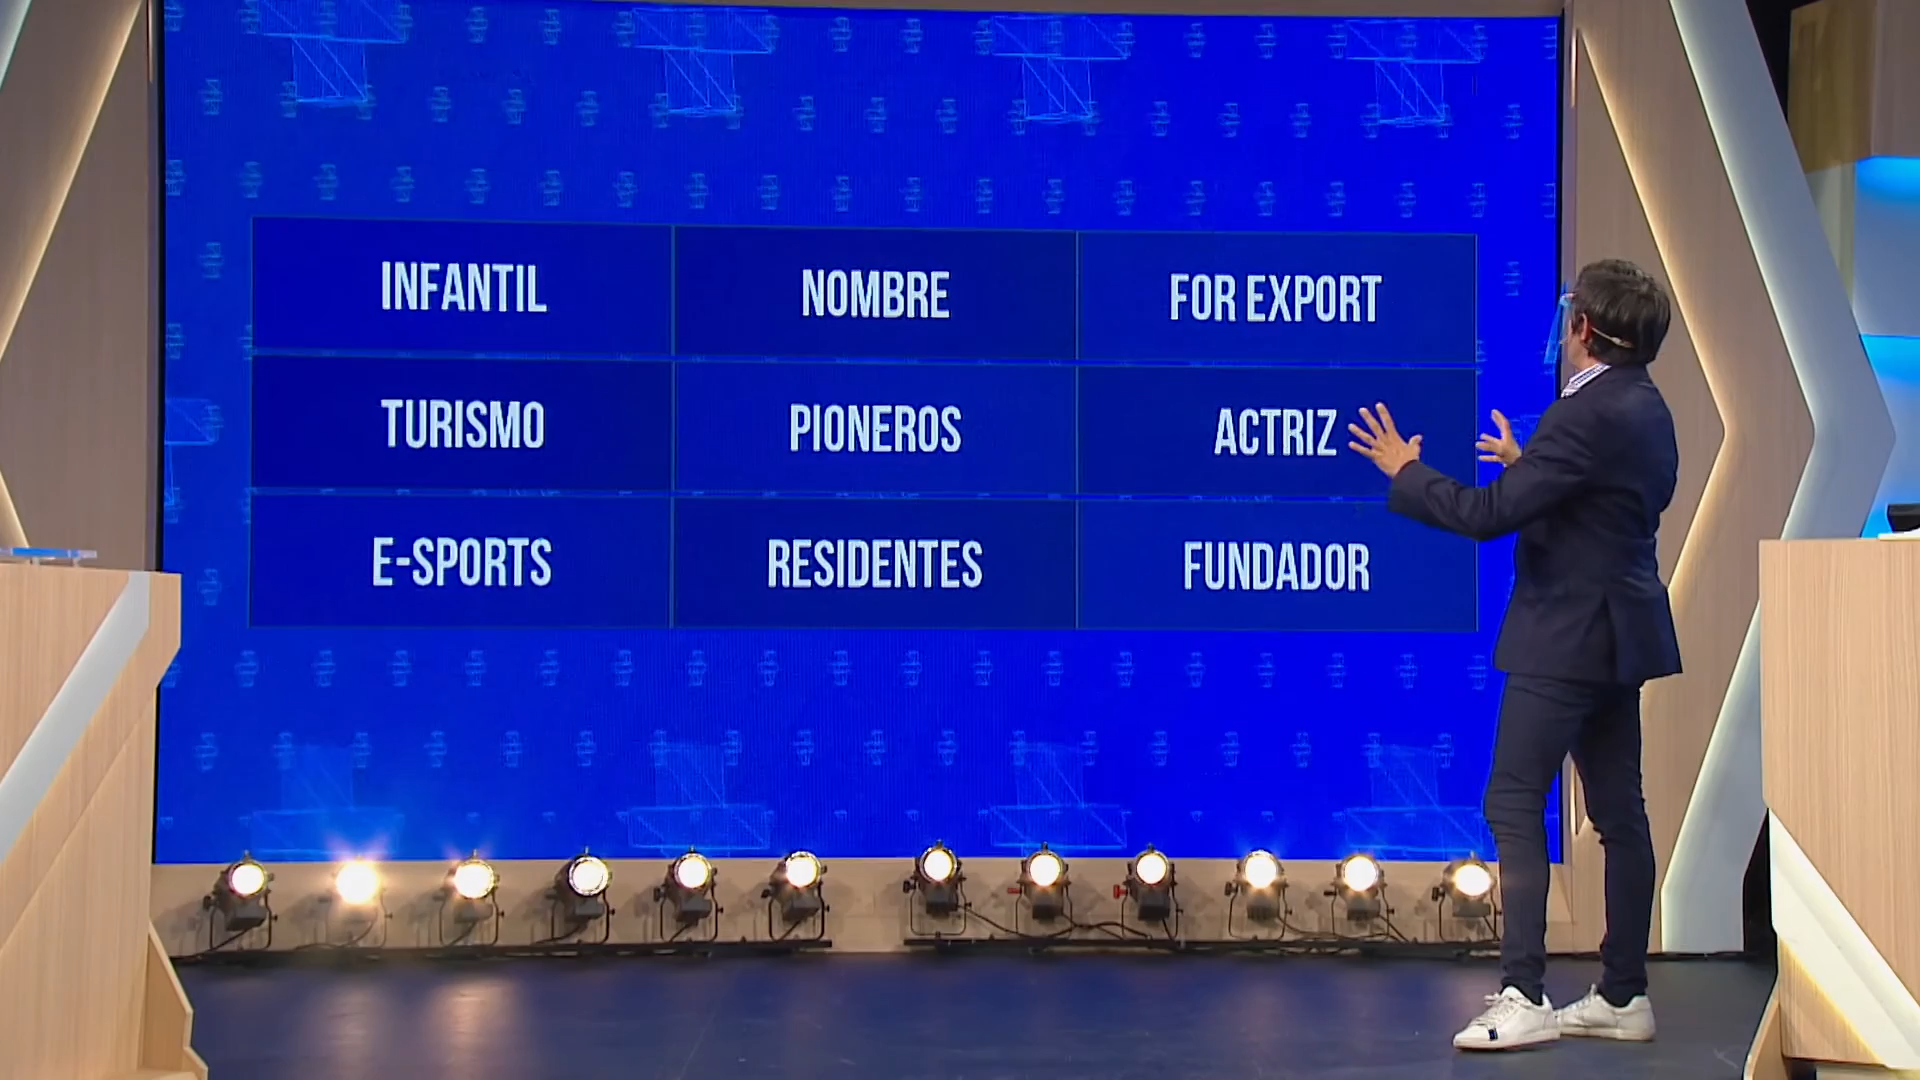 INFANTIL
NOMBRE
FOR EXPORT
TURISMO
PIONEROS
ACTRIZ
E-SPORTS
RESIDENTES
FUNDADOR